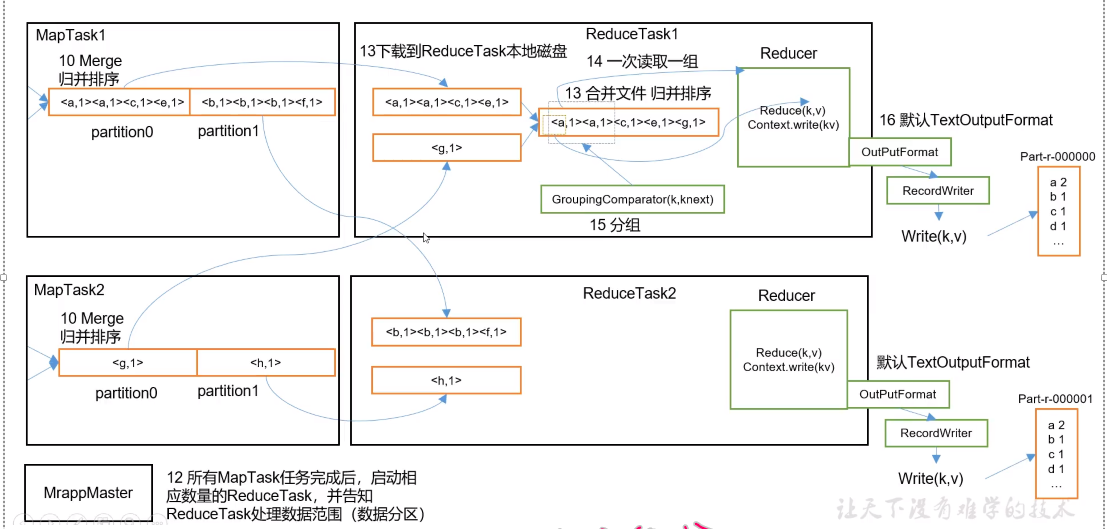 MapTask1
10 Merge
归并排序
<a,1><a,1><c,1><e,1>
<b,1><b,1><b,1><f,1>
partition0
partition1
ReduceTask1
13下载到ReduceTask本地磁盘
14 一次读取一组
Reducer
<a,1><a,1><c,1><e,1>
13 合并文件 归并排序
<a,1><a,1><c,1><e,1><g,1>
<g,1>
Reduce(k,v)
Context.write(kv)
GroupingComparator(k,knext)
15 分组
16 默认TextOutputFormat
OutPutFormat
RecordWriter
Write(k,v)
Part-r-000000
a 2
b 1
c 1
d 1
...
MapTask2
10 Merge
归并排序
<g,1>
<h,1>
partition0
partition1
ReduceTask2
Reducer
<b,1><b,1><b,1><f,1>
<h,1>
Reduce(k,v)
Context.write(kv)
默认TextOutputFormat
OutPutFormat
RecordWriter
Write(k,v)
Part-r-000001
a 2
b 1
c 1
d 1
...
MrappMaster
12 所有MapTask任务完成后，启动相
应数量的ReduceTask，并告知
ReduceTask处理数据范围（数据分区）
让天下没有难学的技术